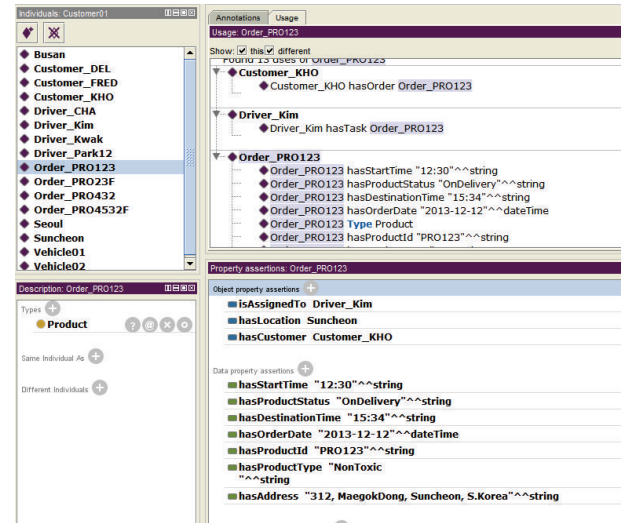 Individuals: Customer01
Busan
Customer_DEL
Customer_FRED
Customer_KHO
Driver_CHA
Driver_Kim
Driver_Kwak
Driver_Park12
Order_PRO123
Order_PRO23F
Order_PRO432
Order_PRO4532F
Seoul
Suncheon
Vehicle01
Vehicle02
Description: Order_PRO123
Types
Product
Same Individual As
Different Individuals
Annotations Usage
Usage: Order_PRO123
Show: this different
Found 13 uses of Order_PRO123
Customer_KHO
Customer_KHO hasOrder Order_PRO123
Driver_Kim
Driver_Kim hasTask Order_PRO123
Order_PRO123
Order_PRO123 hasStartTime "12:30"^^string
Order_PRO123 hasProductStatus "OnDelivery"^^string
Order_PRO123 hasDestinationTime "15:34"^^string
Order_PRO123 hasOrderDate "2013-12-12"^^dateTime
Order_PRO123 Type Product
Order_PRO123 hasProductId "PRO123"^^string
Property assertions: Order_PRO123
Object property assertions
isAssignedTo Driver_Kim
hasLocation Suncheon
hasCustomer Customer_KHO
Data property assertions
hasStartTime "12:30"^^string
hasProductStatus "OnDelivery"^^string
hasDestinationTime "15:34"^^string
hasOrderDate "2013-12-12"^^dateTime
hasProductId "PRO123"^^string
hasProductType "NonToxic
"^^string
hasAddress "312, MaegokDong, Suncheon, S.Korea"^^string